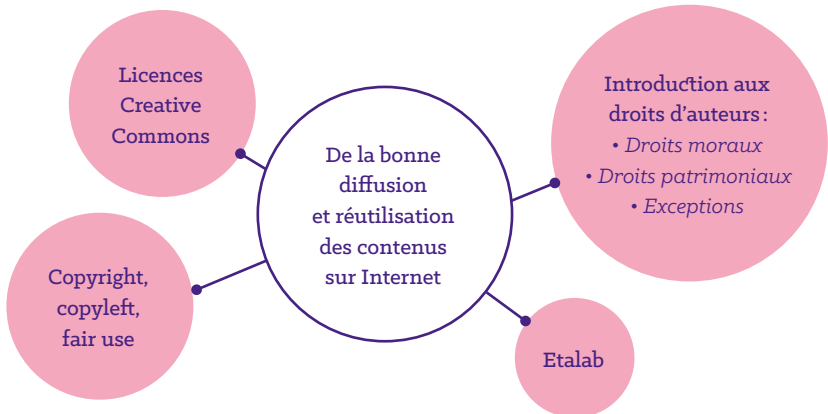 Licences
Creative
Commons
Introduction aux
droits d’auteurs :
• Droits moraux
• Droits patrimoniaux
• Exceptions
De la bonne
diffusion
et réutilisation
des contenus
sur Internet
Copyright,
copyleft,
fair use
Etalab